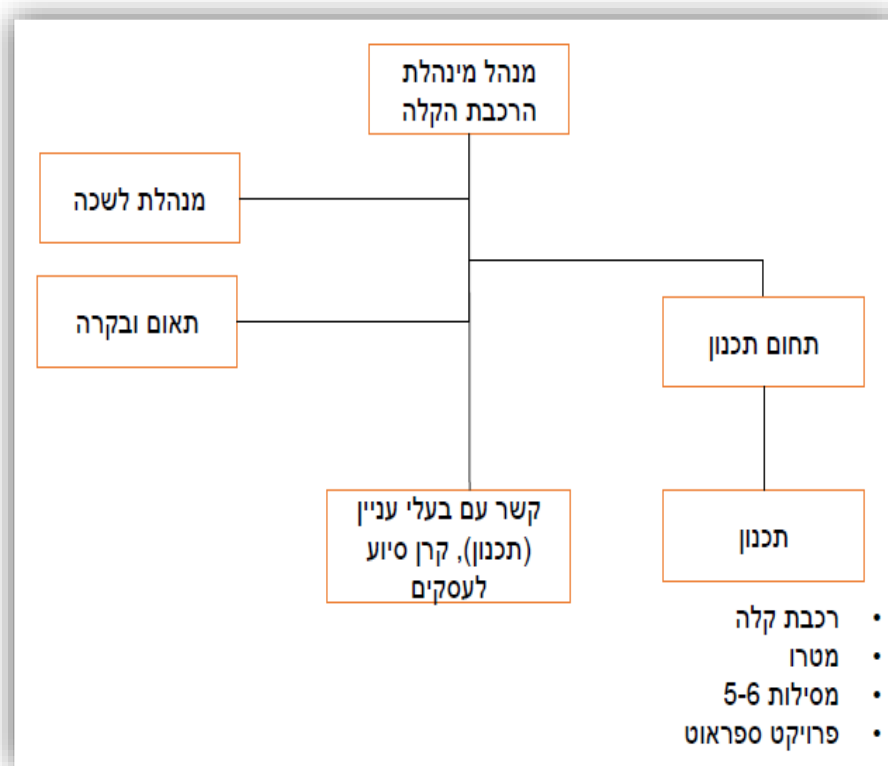 מנהל מינהלת
הרכבת הקלה
מנהלת לשכה
תאום ובקרה
תחום תכנון
קשר עם בעלי עניין
(תכנון), קרן סיוע
לעסקים
תכנון
• רכבת קלה
• מטרו
• מסילות 5-6
• פרויקט ספראוט